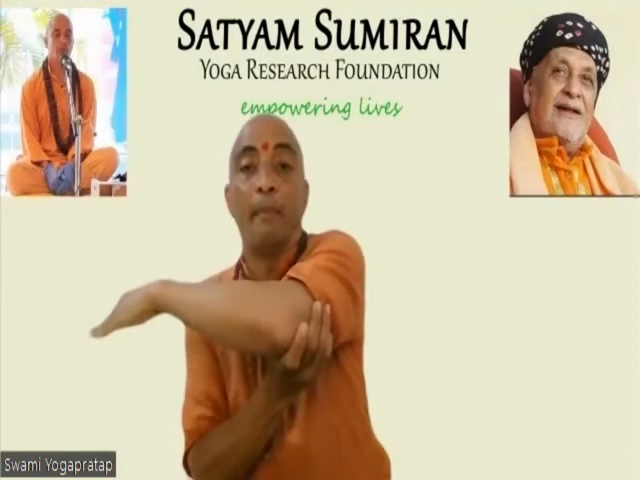 SATYAM SUMIRAN
YOGA RESEARCH FOUNDATION
empowering lives
Swami Yogapratap